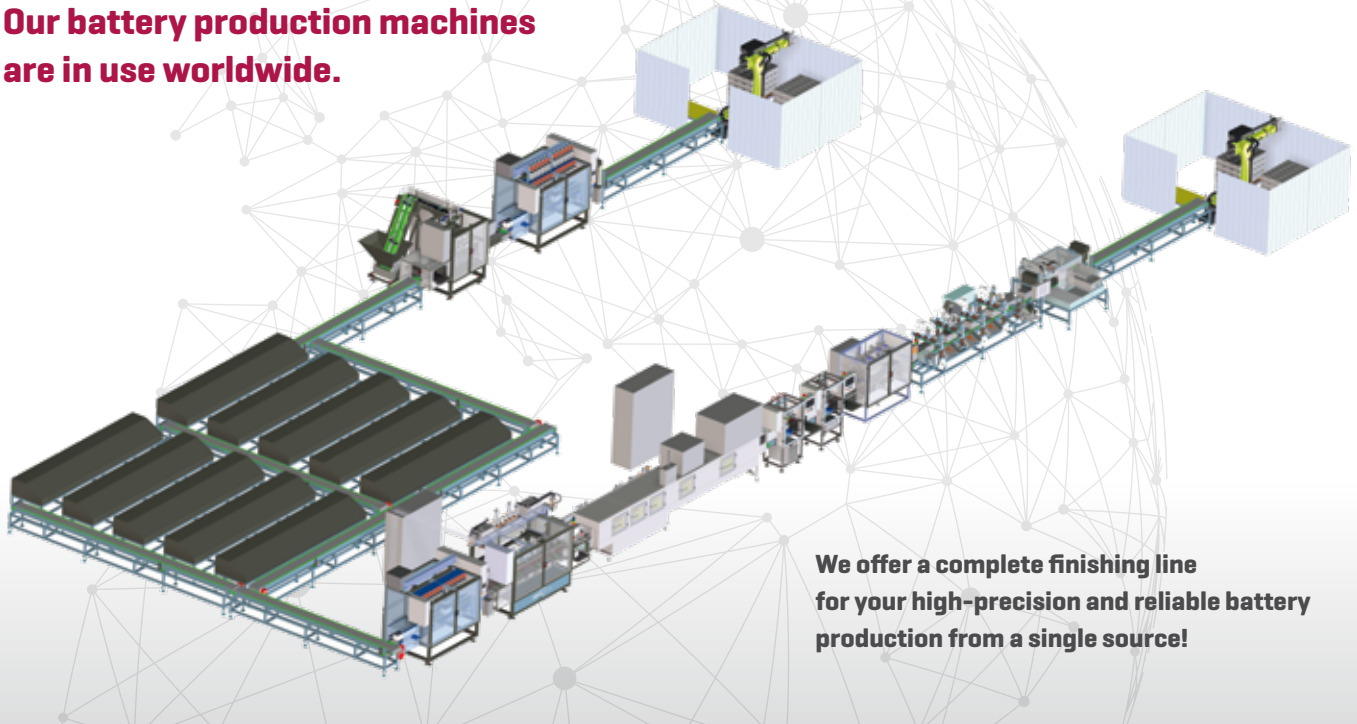 Our battery production machines
are in use worldwide.
We offer a complete finishing line
for your high-precision and reliable battery
production from a single source!